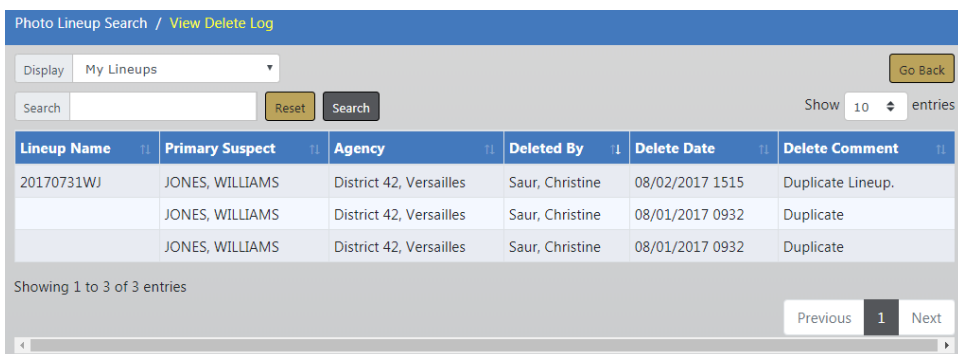 Photo Lineup Search / View Delete Log
Display My Lineups Go Back
Search Reset Search Show 10 entries
Lineup Name Primary Suspect Agency Deleted By Delete Date Delete Comment
20170731WJ JONES, WILLIAMS District 42, Versailles Saur, Christine 08/02/2017 1515 Duplicate Lineup.
JONES, WILLIAMS District 42, Versailles Saur, Christine 08/01/2017 0932 Duplicate
JONES, WILLIAMS District 42, Versailles Saur, Christine 08/01/2017 0932 Duplicate
Showing 1 to 3 of 3 entries
Previous 1 Next